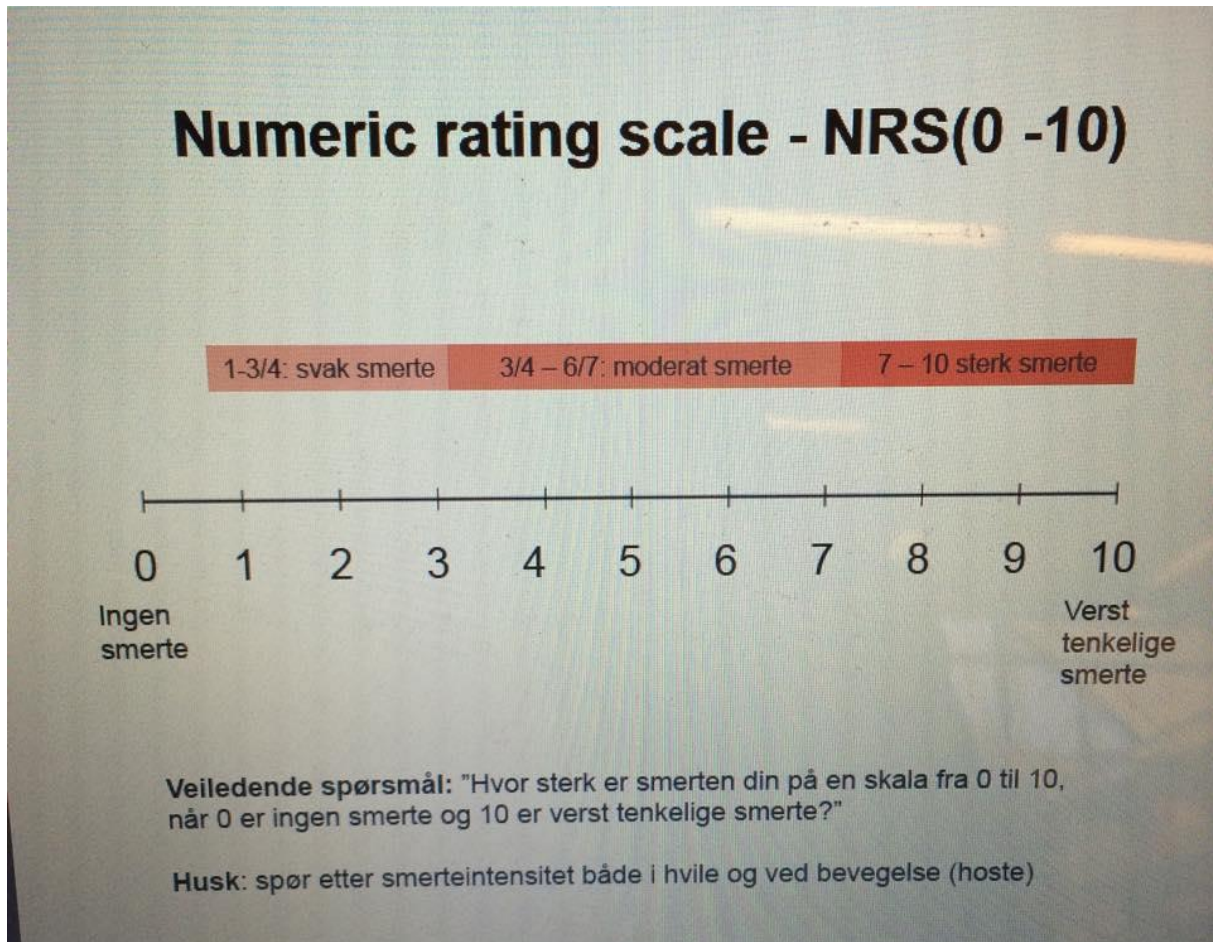 Numeric rating scale - NRS(0 -10)
1-3/4: svak smerte 3/4 – 6/7: moderat smerte 7 – 10 sterk smerte
0 1 2 3 4 5 6 7 8 9 10
Ingen
smerte
Verst
tenkelige
smerte
Veiledende spørsmål: "Hvor sterk er smerten din på en skala fra 0 til 10,
når 0 er ingen smerte og 10 er verst tenkelige smerte?"
Husk: spør etter smerteintensitet både i hvile og ved bevegelse (hoste)